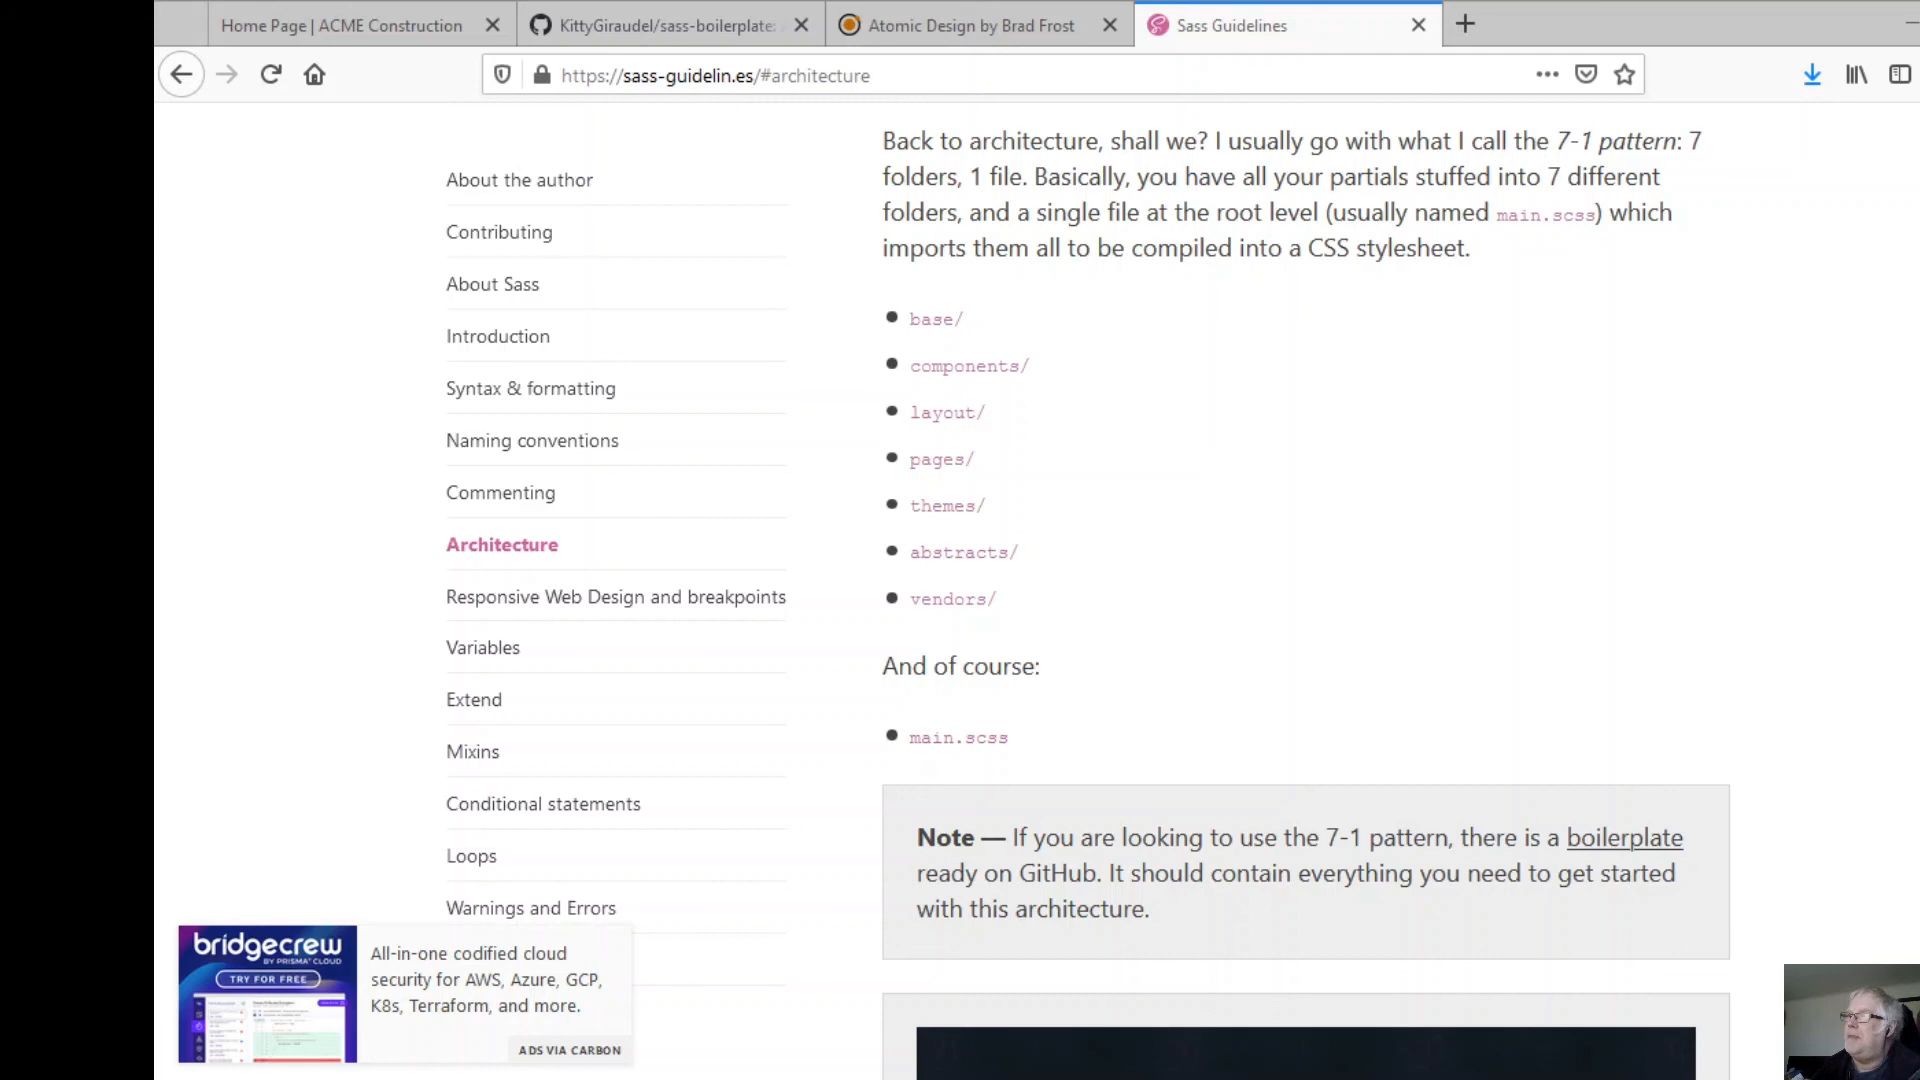 Home Page | ACME Construction
KittyGiraudel/sass-boilerplate:
Atomic Design by Brad Frost
Sass Guidelines
https://sass-guidelin.es/#architecture
About the author
Contributing
About Sass
Introduction
Syntax & formatting
Naming conventions
Commenting
Architecture
Responsive Web Design and breakpoints
Variables
Extend
Mixins
Conditional statements
Loops
Warnings and Errors
Back to architecture, shall we? I usually go with what I call the 7-1 pattern: 7
folders, 1 file. Basically, you have all your partials stuffed into 7 different
folders, and a single file at the root level (usually named main.scss) which
imports them all to be compiled into a CSS stylesheet.
base/
components/
layout/
pages/
themes/
abstracts/
vendors/
And of course:
main.scss
Note — If you are looking to use the 7-1 pattern, there is a boilerplate
ready on GitHub. It should contain everything you need to get started
with this architecture.
bridgecrew
BY PRISMA CLOUD
TRY FOR FREE
All-in-one codified cloud
security for AWS, Azure, GCP,
K8s, Terraform, and more.
ADS VIA CARBON